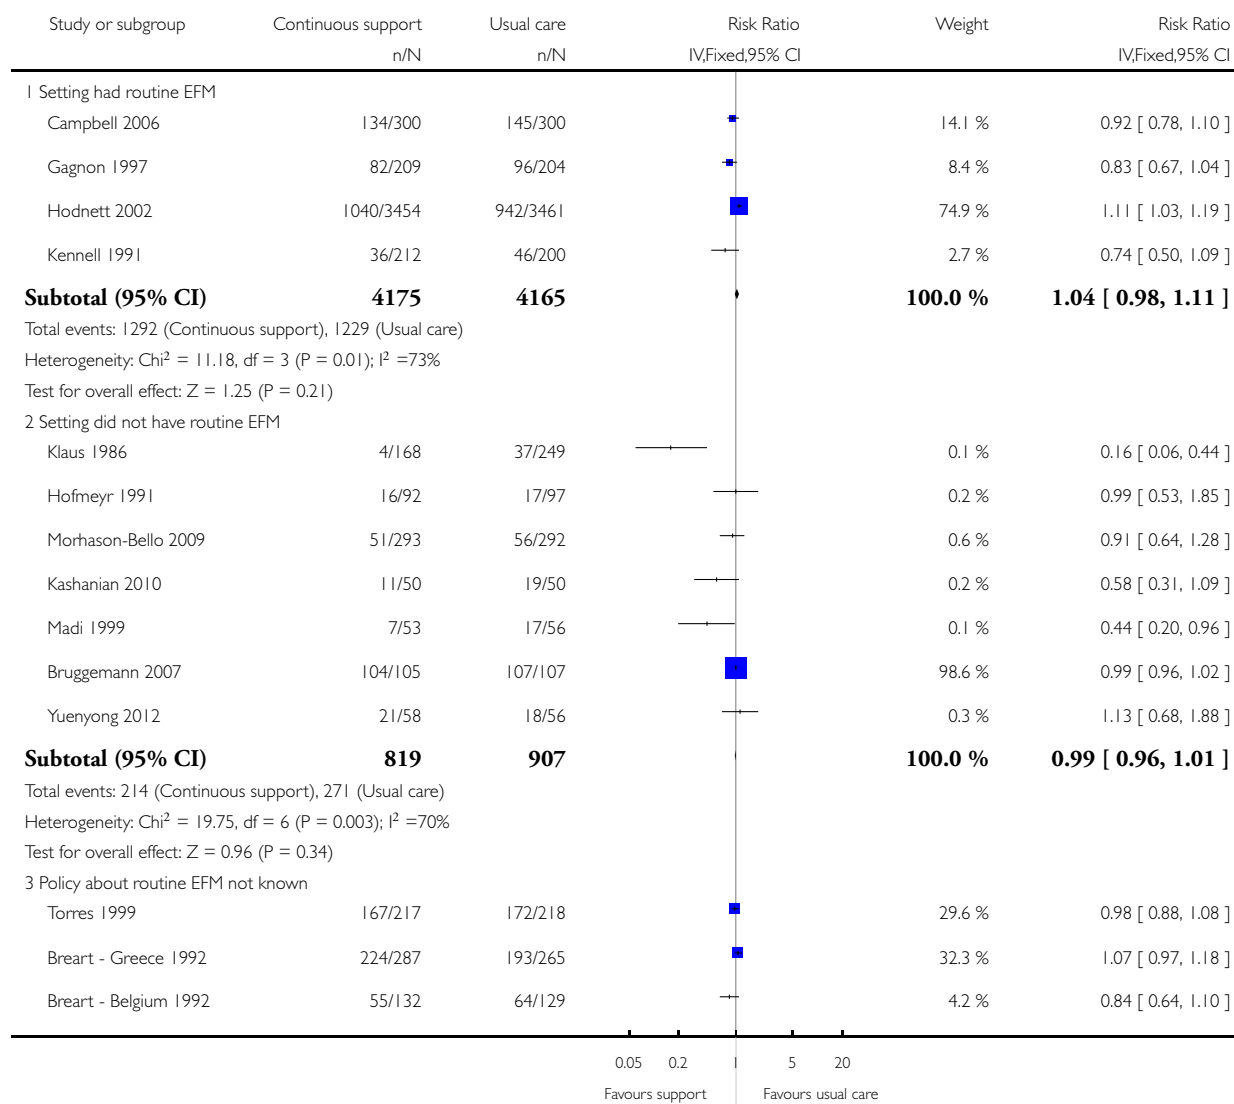 Study or subgroup Continuous support Usual care Risk Ratio Weight Risk Ratio
n/N n/N IV,Fixed,95% CI IV,Fixed,95% CI
1 Setting had routine EFM
Campbell 2006 134/300 145/300 14.1 % 0.92 [ 0.78, 1.10 ]
Gagnon 1997 82/209 96/204 8.4 % 0.83 [ 0.67, 1.04 ]
Hodnett 2002 1040/3454 942/3461 74.9 % 1.11 [ 1.03, 1.19 ]
Kennell 1991 36/212 46/200 2.7 % 0.74 [ 0.50, 1.09 ]
Subtotal (95% CI) 4175 4165 100.0 % 1.04 [ 0.98, 1.11 ]
Total events: 1292 (Continuous support), 1229 (Usual care)
Heterogeneity: Chi² = 11.18, df = 3 (P = 0.01); I² =73%
Test for overall effect: Z = 1.25 (P = 0.21)
2 Setting did not have routine EFM
Klaus 1986 4/168 37/249 0.1 % 0.16 [ 0.06, 0.44 ]
Hofmeyr 1991 16/92 17/97 0.2 % 0.99 [ 0.53, 1.85 ]
Morhason-Bello 2009 51/293 56/292 0.6 % 0.91 [ 0.64, 1.28 ]
Kashanian 2010 11/50 19/50 0.2 % 0.58 [ 0.31, 1.09 ]
Madi 1999 7/53 17/56 0.1 % 0.44 [ 0.20, 0.96 ]
Bruggemann 2007 104/105 107/107 98.6 % 0.99 [ 0.96, 1.02 ]
Yuenyong 2012 21/58 18/56 0.3 % 1.13 [ 0.68, 1.88 ]
Subtotal (95% CI) 819 907 100.0 % 0.99 [ 0.96, 1.01 ]
Total events: 214 (Continuous support), 271 (Usual care)
Heterogeneity: Chi² = 19.75, df = 6 (P = 0.003); I² =70%
Test for overall effect: Z = 0.96 (P = 0.34)
3 Policy about routine EFM not known
Torres 1999 167/217 172/218 29.6 % 0.98 [ 0.88, 1.08 ]
Breart - Greece 1992 224/287 193/265 32.3 % 1.07 [ 0.97, 1.18 ]
Breart - Belgium 1992 55/132 64/129 4.2 % 0.84 [ 0.64, 1.10 ]
0.05 0.2 1 5 20
Favours support Favours usual care